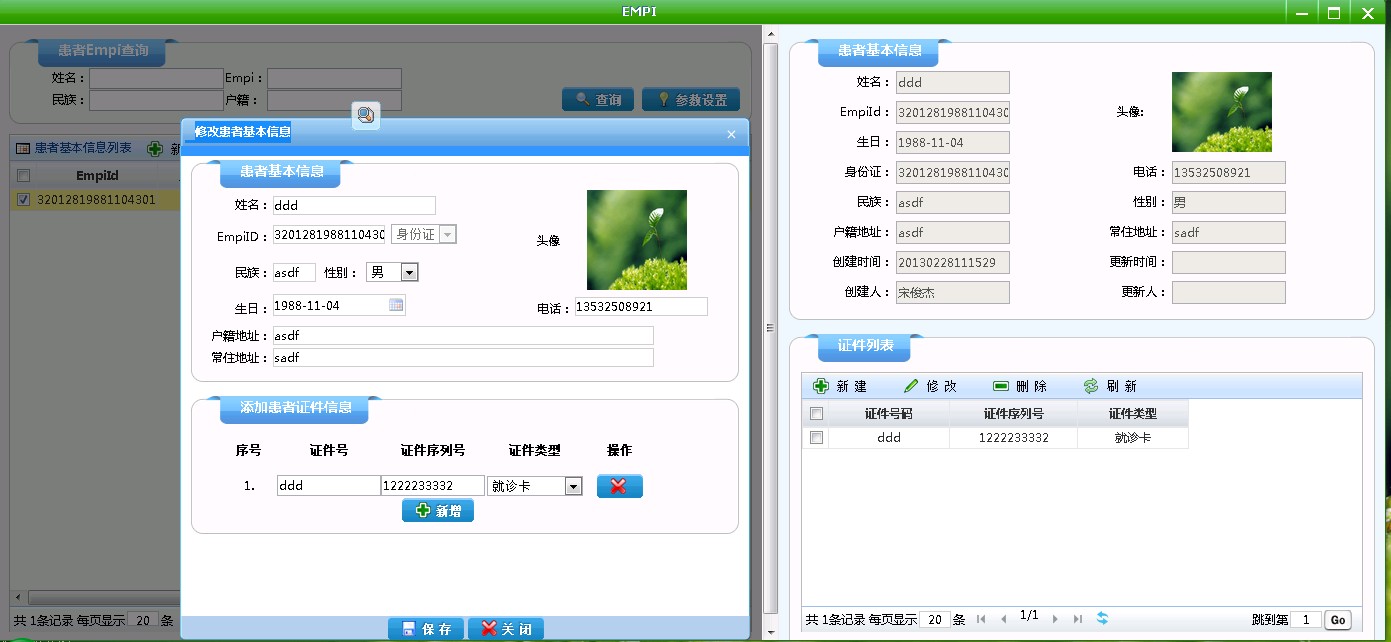 EMPI
患者Empi查询
姓名：
Empi：
民族：
户籍：
查询
参数设置
患者基本信息列表
新
EmpiId
32012819881104301
共 1条记录 每页显示 20 条
修改患者基本信息
患者基本信息
姓名： ddd
EmpiID： 320128198811043０ 身份证
头像
民族： asdf 性别： 男
生日： 1988-11-04
电话： 13532508921
户籍地址： asdf
常住地址： sadf
添加患者证件信息
序号 证件号 证件序列号 证件类型 操作
1. ddd 1222233332 就诊卡
新增
保存 关闭
患者基本信息
姓名： ddd
头像:
EmpiId： 320128198811043０
生日： 1988-11-04
身份证： 320128198811043０ 电话： 13532508921
民族： asdf 性别： 男
户籍地址： asdf 常住地址： sadf
创建时间： 20130228111529 更新时间：
创建人： 宋俊杰 更新人：
证件列表
新建 修改 删除 刷新
证件号码 证件序列号 证件类型
ddd 1222233332 就诊卡
共 1条记录 每页显示 20 条 1/1 跳到第 1 Go